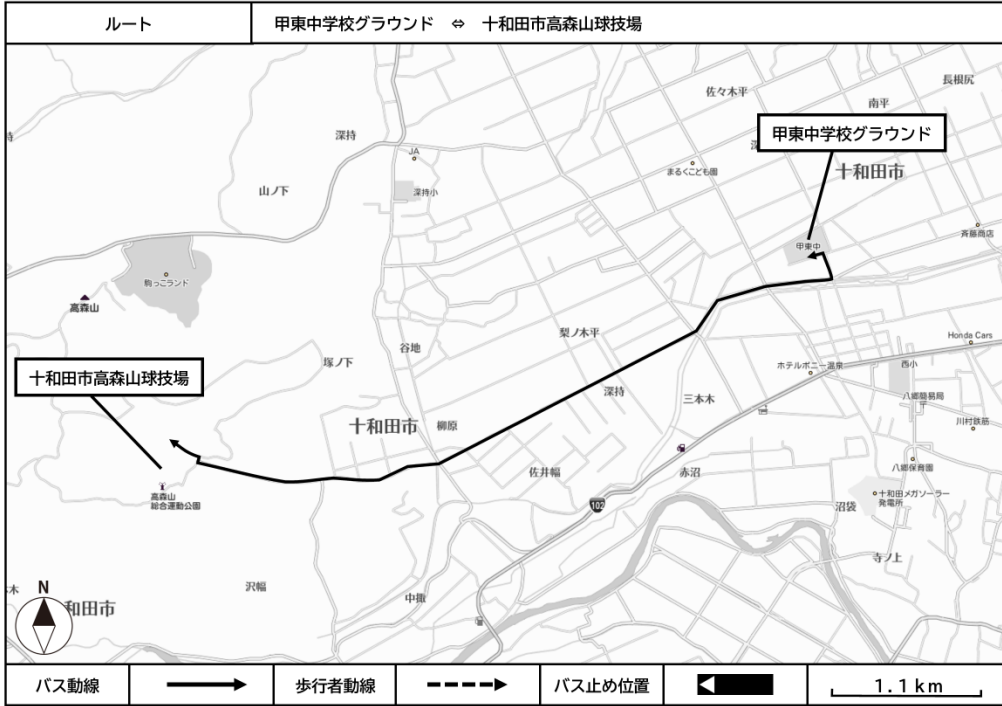 ルート
甲東中学校グラウンド ⇔ 十和田市高森山球技場
長根尻
佐々木平
南平
甲東中学校グラウンド
深持
JA
まるくこども園
十和田市
山ノ下
深持小
斉藤商店
甲東中
駒っこランド
高森山
梨ノ木平
Honda Cars
谷地
塚ノ下
ホテルポニー温泉
西小
十和田市高森山球技場
深持
三本木
八郷簡易局
十和田市
柳原
川村鉄筋
佐井幅
赤沼
八郷保育園
高森山
総合運動公園
102
十和田メガソーラー
発電所
沼袋
寺ノ上
沢幅
中掫
木
N
和田市
バス動線
歩行者動線
バス止め位置
1.1km